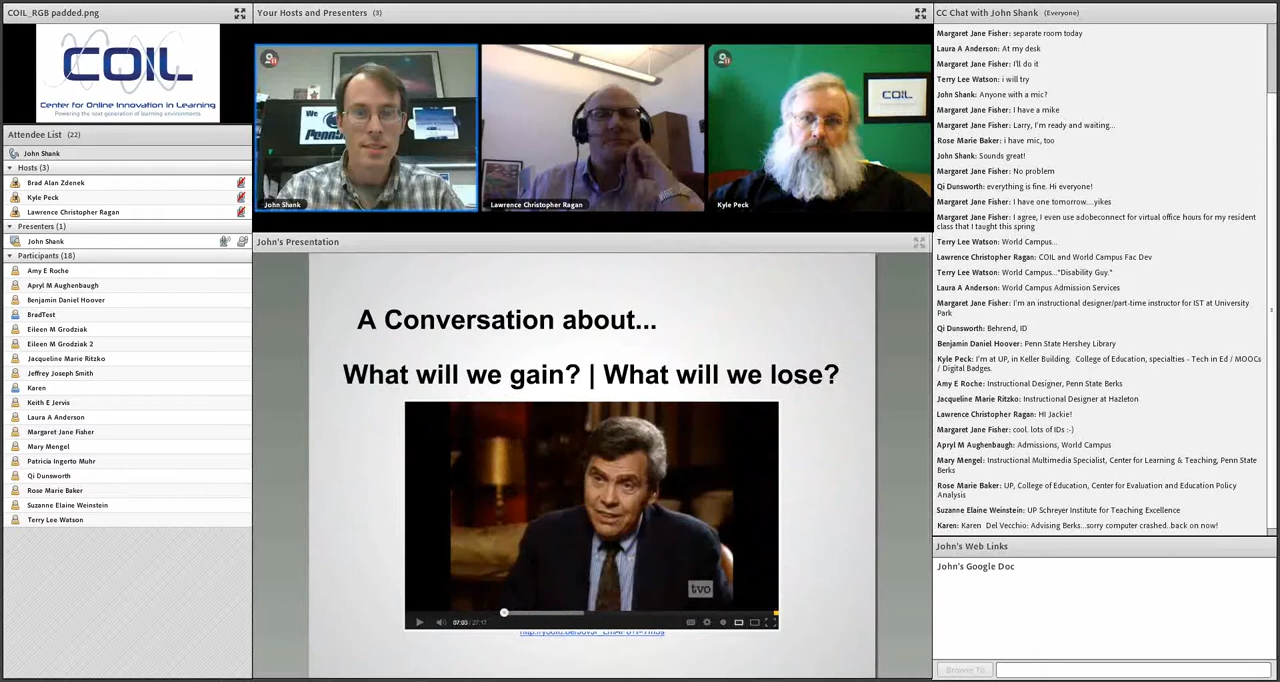 COIL_RGB padded.png
COIL
Center for Online Innovation in Learning
Powering the next generation of learning environments
Attendee List (22)
John Shank
Hosts (3)
Brad Alan Zdenek
Kyle Peck
Lawrence Christopher Ragan
Presenters (1)
John Shank
Participants (18)
Amy E Roche
Apryl M Aughenbaugh
Benjamin Daniel Hoover
BradTest
Eileen M Grodziak
Eileen M Grodziak 2
Jacqueline Marie Ritzko
Jeffrey Joseph Smith
Karen
Keith E Jervis
Laura A Anderson
Margaret Jane Fisher
Mary Mengel
Patricia Ingerto Muhr
Qi Dunsworth
Rose Marie Baker
Suzanne Elaine Weinstein
Terry Lee Watson
Your Hosts and Presenters (3)
We
John Shank
Lawrence Christopher Ragan
COIL
Kyle Peck
John's Presentation
A Conversation about...
What will we gain? | What will we lose?
tvo
07:03 / 27:17
CC Chat with John Shank (Everyone)
Margaret Jane Fisher: separate room today
Laura A Anderson: At my desk
Margaret Jane Fisher: I'll do it
Terry Lee Watson: i will try
John Shank: Anyone with a mic?
Margaret Jane Fisher: I have a mike
Margaret Jane Fisher: Larry, I'm ready and waiting...
Rose Marie Baker: i have mic, too
John Shank: Sounds great!
Margaret Jane Fisher: No problem
Qi Dunsworth: everything is fine. Hi everyone!
Margaret Jane Fisher: I have one tomorrow....yikes
Margaret Jane Fisher: I agree, I even use adobeconnect for virtual office hours for my resident
class that I taught this spring
Terry Lee Watson: World Campus...
Lawrence Christopher Ragan: COIL and World Campus Fac Dev
Terry Lee Watson: World Campus..."Disability Guy."
Laura A Anderson: World Campus Admission Services
Margaret Jane Fisher: I'm an instructional designer/part-time instructor for IST at University
Park
Qi Dunsworth: Behrend, ID
Benjamin Daniel Hoover: Penn State Hershey Library
Kyle Peck: I'm at UP, in Keller Building. College of Education, specialties - Tech in Ed / MOOCs
/ Digital Badges.
Amy E Roche: Instructional Designer, Penn State Berks
Jacqueline Marie Ritzko: Instructional Designer at Hazleton
Lawrence Christopher Ragan: HI Jackie!
Margaret Jane Fisher: cool. lots of IDs :-)
Apryl M Aughenbaugh: Admissions, World Campus
Mary Mengel: Instructional Multimedia Specialist, Center for Learning & Teaching, Penn State
Berks
Rose Marie Baker: UP, College of Education, Center for Evaluation and Education Policy
Analysis
Suzanne Elaine Weinstein: UP Schreyer Institute for Teaching Excellence
Karen: Karen Del Vecchio: Advising Berks...sorry computer crashed..back on now!
John's Web Links
John's Google Doc
Browse To